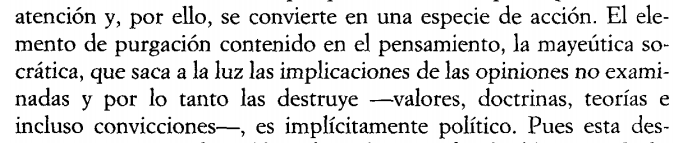 atención y, por ello, se convierte en una especie de acción. El ele-
mento de purgación contenido en el pensamiento, la mayeútica so-
crática, que saca a la luz las implicaciones de las opiniones no exami-
nadas y por lo tanto las destruye —valores, doctrinas, teorías e
incluso convicciones—, es implícitamente político. Pues esta des-